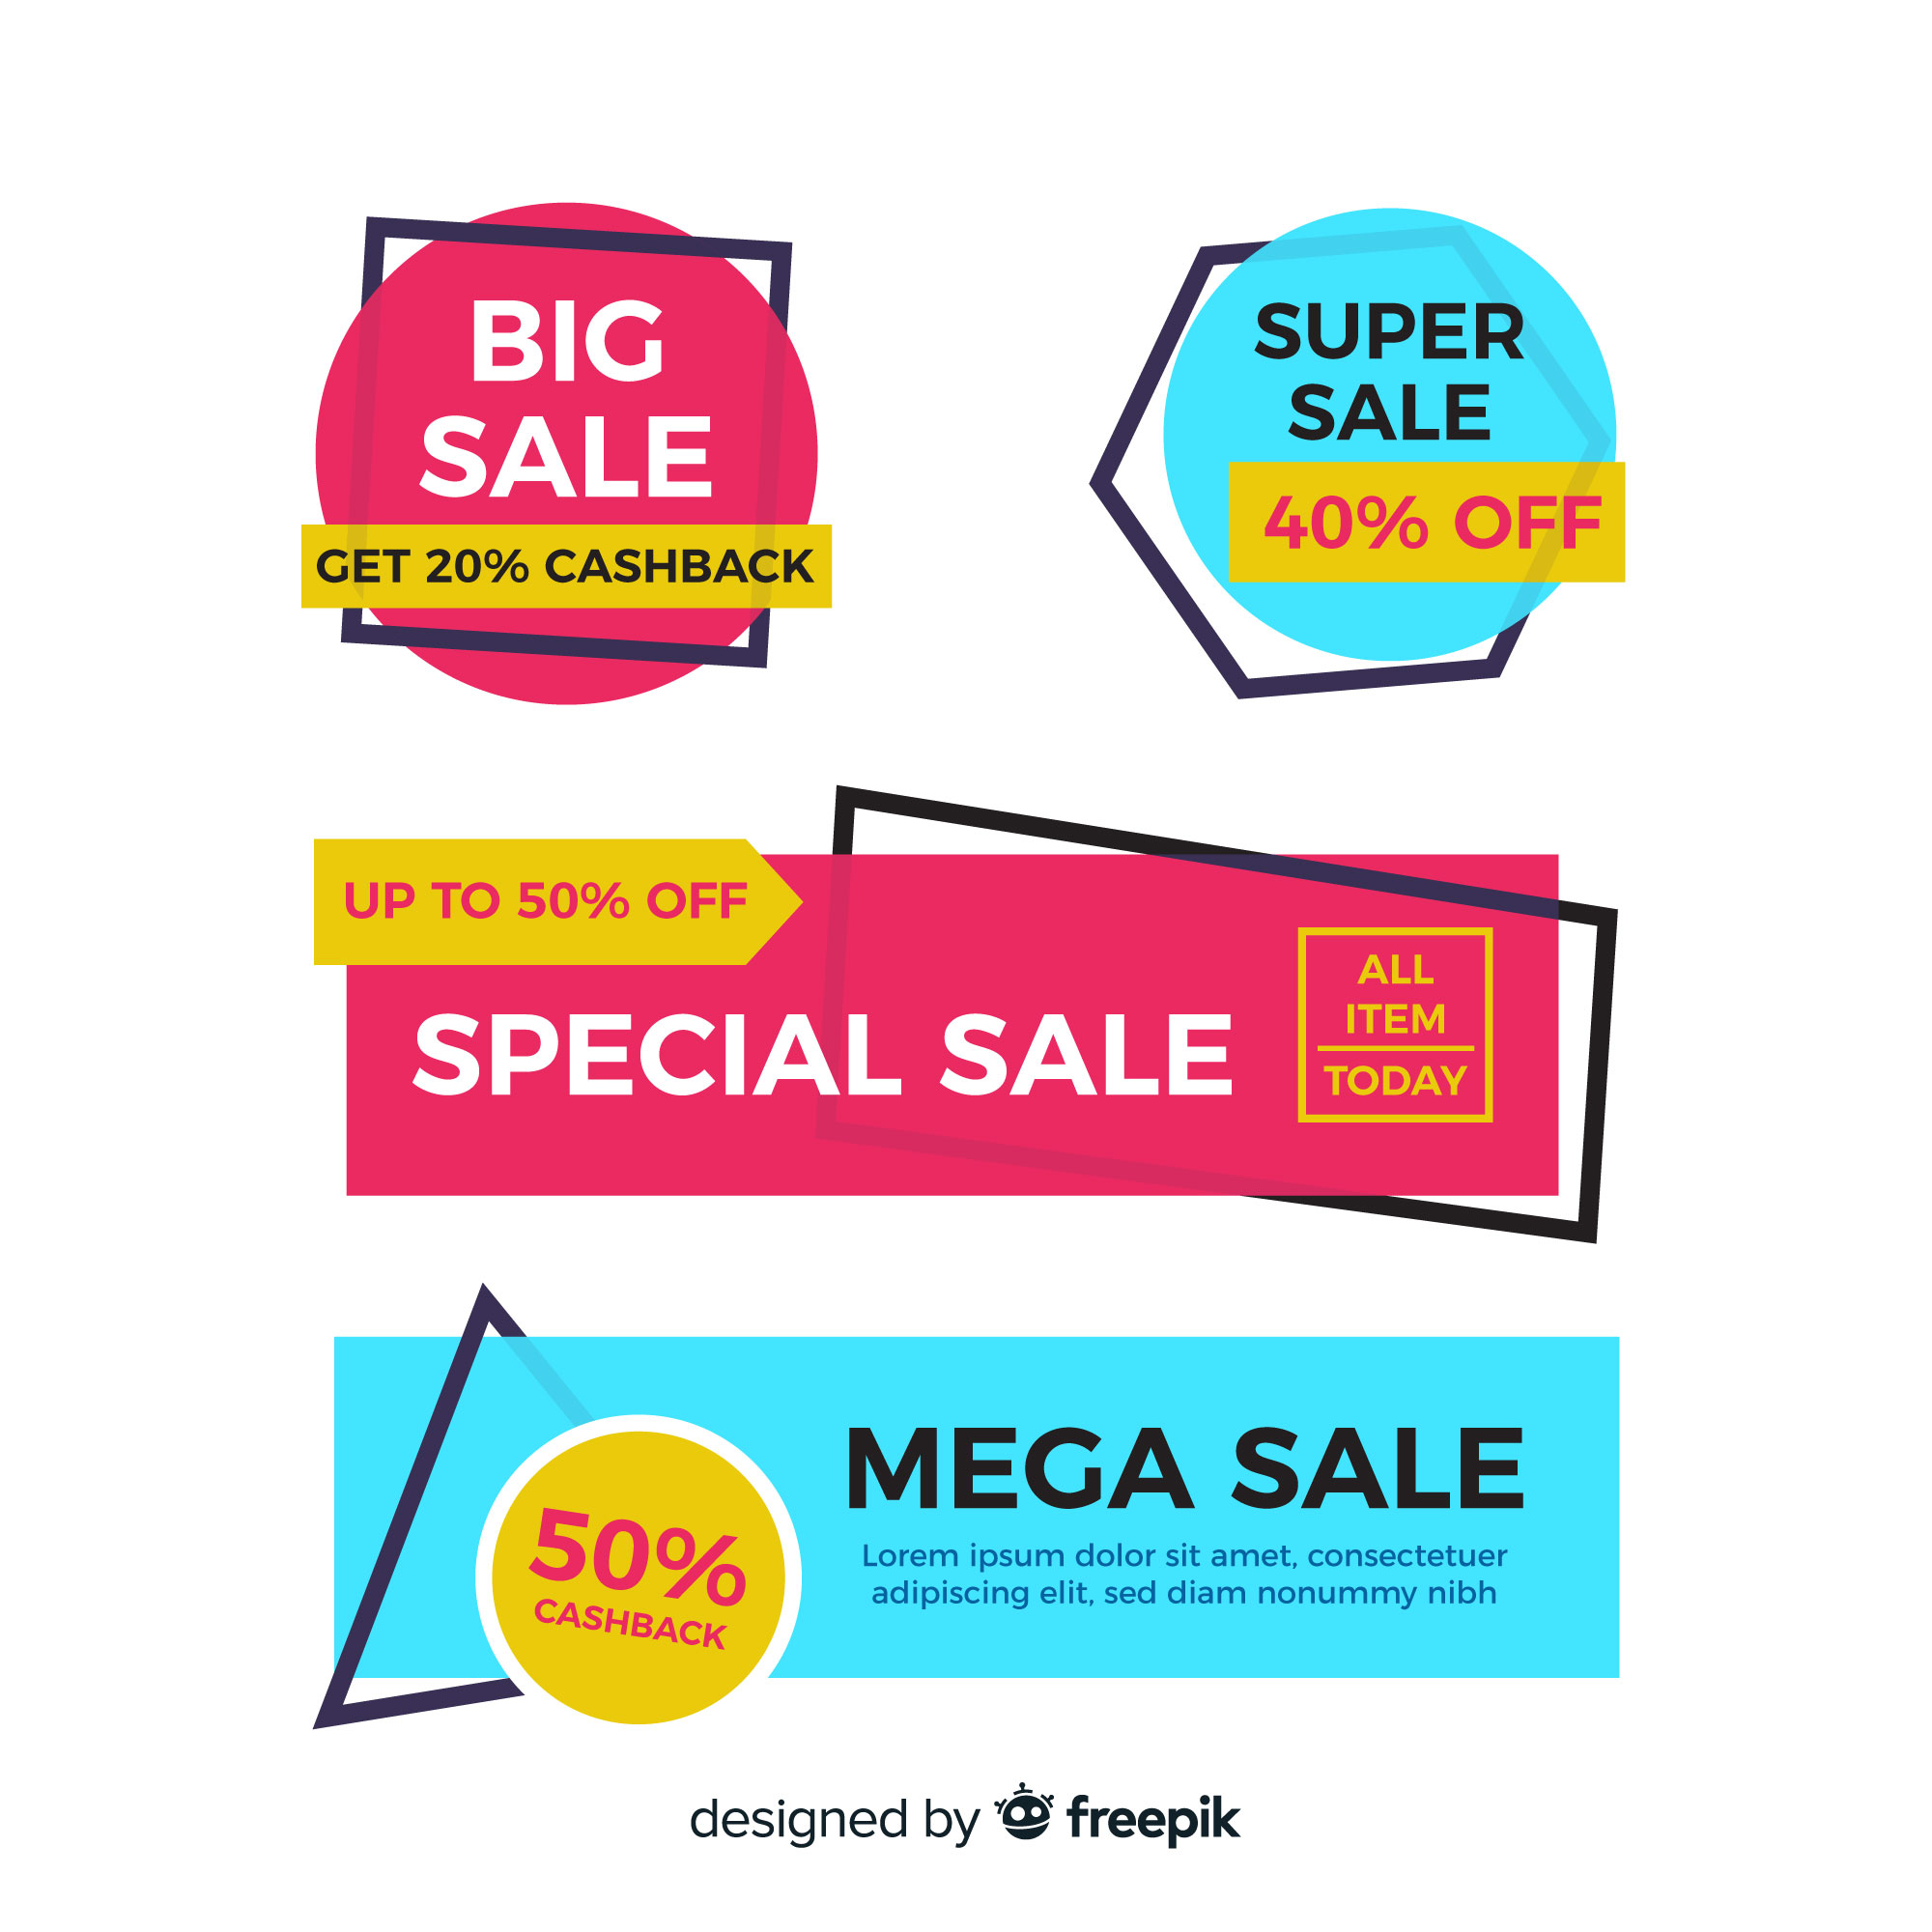 BIG
SALE
GET 20% CASHBACK
SUPER
SALE
40% OFF
UP TO 50% OFF
SPECIAL SALE
ALL
ITEM
TODAY
50%
CASHBACK
MEGA SALE
Lorem ipsum dolor sit amet, consectetuer
adipiscing elit, sed diam nonummy nibh
designed by freepik